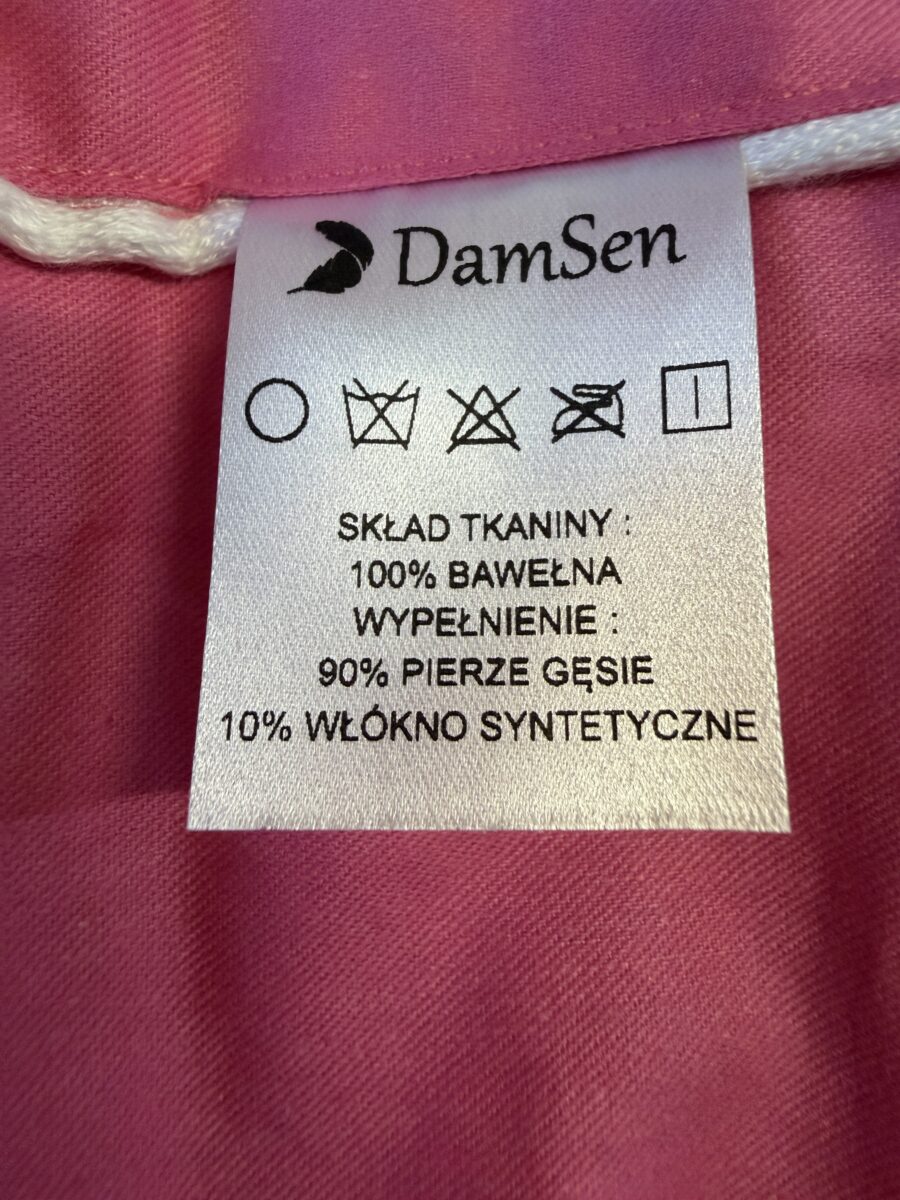 DamSen
SKŁAD TKANINY :
100% BAWEŁNA
WYPEŁNIENIE :
90% PIERZE GĘSIE
10% WŁÓKNO SYNTETYCZNE